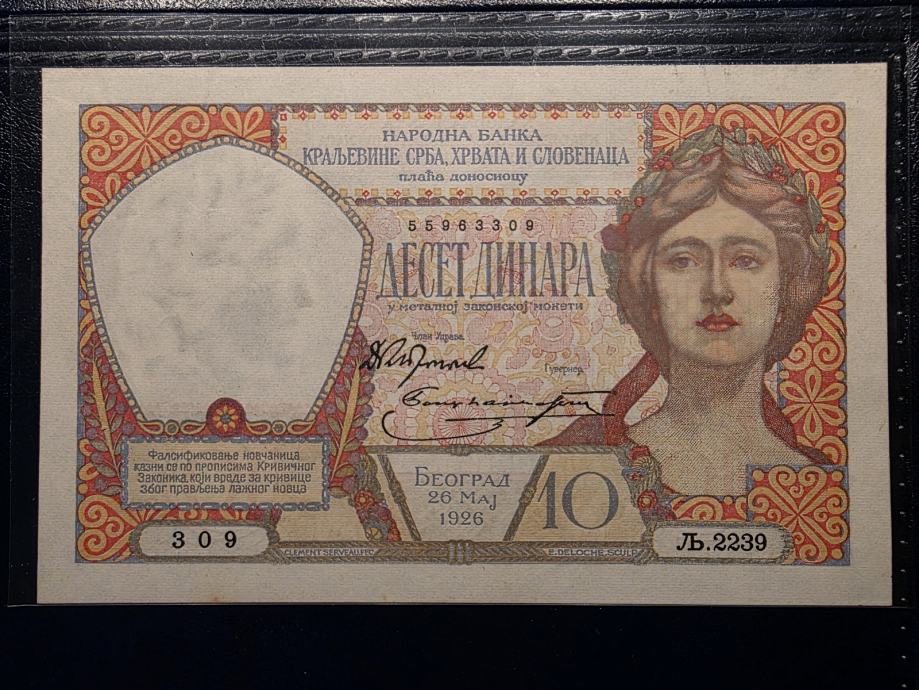 НАРОДНА БАНКА
КРАЉЕВИНЕ СРБА, ХРВАТА И СЛОВЕНАЦА
плаћа доносиоцу
55963309
ДЕСЕТ ДИНАРА
у металној законској монети
Члан Управе
Гувернер
Фалсификовање новчаница
казни се по прописима Кривичног
Законика, који вреде за кривице
због прављења лажног новца
БЕОГРАД
26 МАЈ
1926
10
309
Љ.2239
CLEMENT SERVEAU FEC
E. DELOCHE. SCULP